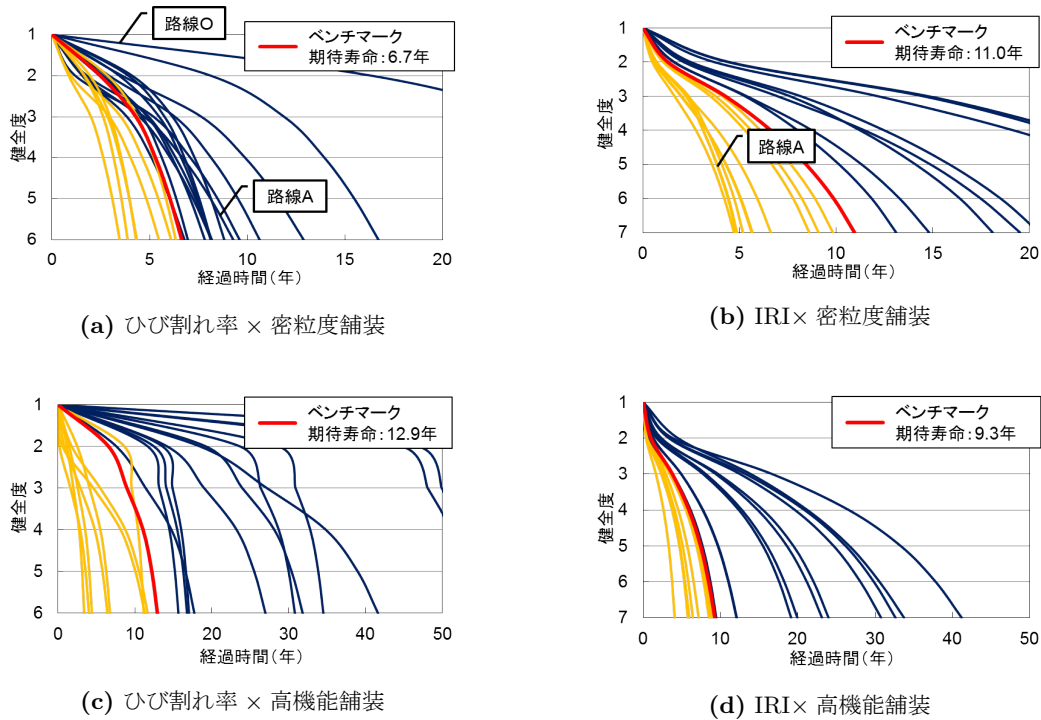 路線O
ベンチマーク
期待寿命：6.7年
路線A
健全度
1
2
3
4
5
6
0 5 10 15 20
経過時間（年）
(a) ひび割れ率 × 密粒度舗装
ベンチマーク
期待寿命：11.0年
路線A
健全度
1
2
3
4
5
6
7
0 5 10 15 20
経過時間（年）
(b) IRI× 密粒度舗装
ベンチマーク
期待寿命：12.9年
健全度
1
2
3
4
5
6
0 10 20 30 40 50
経過時間（年）
(c) ひび割れ率 × 高機能舗装
ベンチマーク
期待寿命：9.3年
健全度
1
2
3
4
5
6
7
0 10 20 30 40 50
経過時間（年）
(d) IRI× 高機能舗装